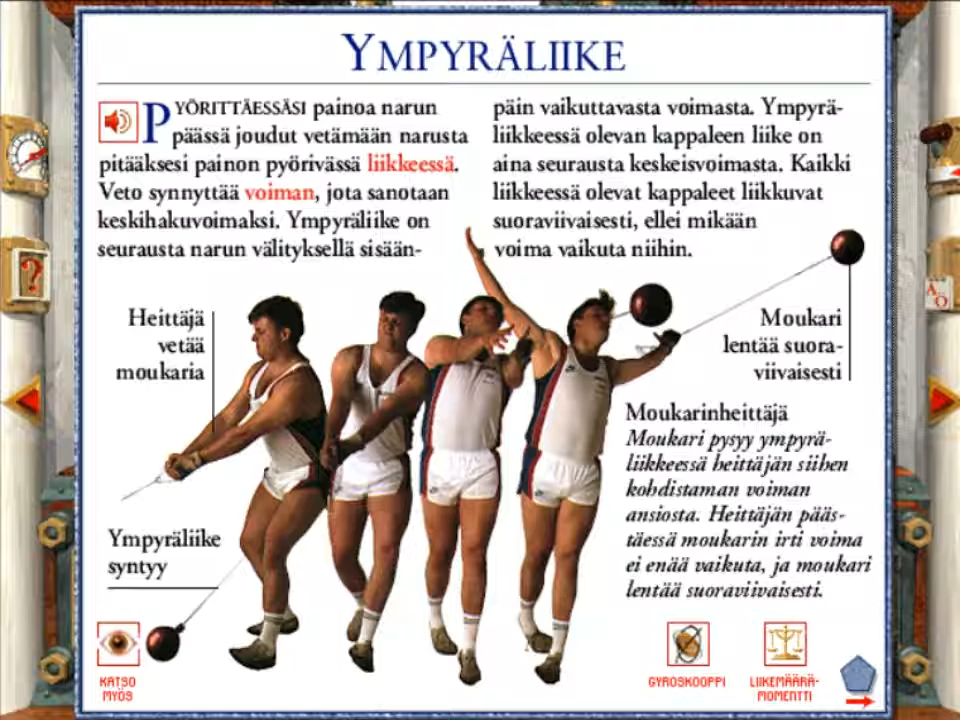 YMPYRÄLIIKE
PYÖRITTÄESSÄSI painoa narun
päässä joudut vetämään narusta
pitääksesi painon pyörivässä liikkeessä.
Veto synnyttää voiman, jota sanotaan
keskihakuvoimaksi. Ympyräliike on
seurausta narun välityksellä sisään-
päin vaikuttavasta voimasta. Ympyrä-
liikkeessä olevan kappaleen liike on
aina seurausta keskeisvoimasta. Kaikki
liikkeessä olevat kappaleet liikkuvat
suoraviivaisesti, ellei mikään
voima vaikuta niihin.
Heittäjä
vetää
moukaria
Moukari
lentää suora-
viivaisesti
Moukarinheittäjä
Moukari pysyy ympyrä-
liikkeessä heittäjän siihen
kohdistaman voiman
ansiosta. Heittäjän pääs-
täessä moukarin irti voima
ei enää vaikuta, ja moukari
lentää suoraviivaisesti.
Ympyräliike
syntyy
KATSO
MYÖS
GYROSKOOPPI
LIIKEMÄÄRÄ-
MOMENTTI
?
A..Ö